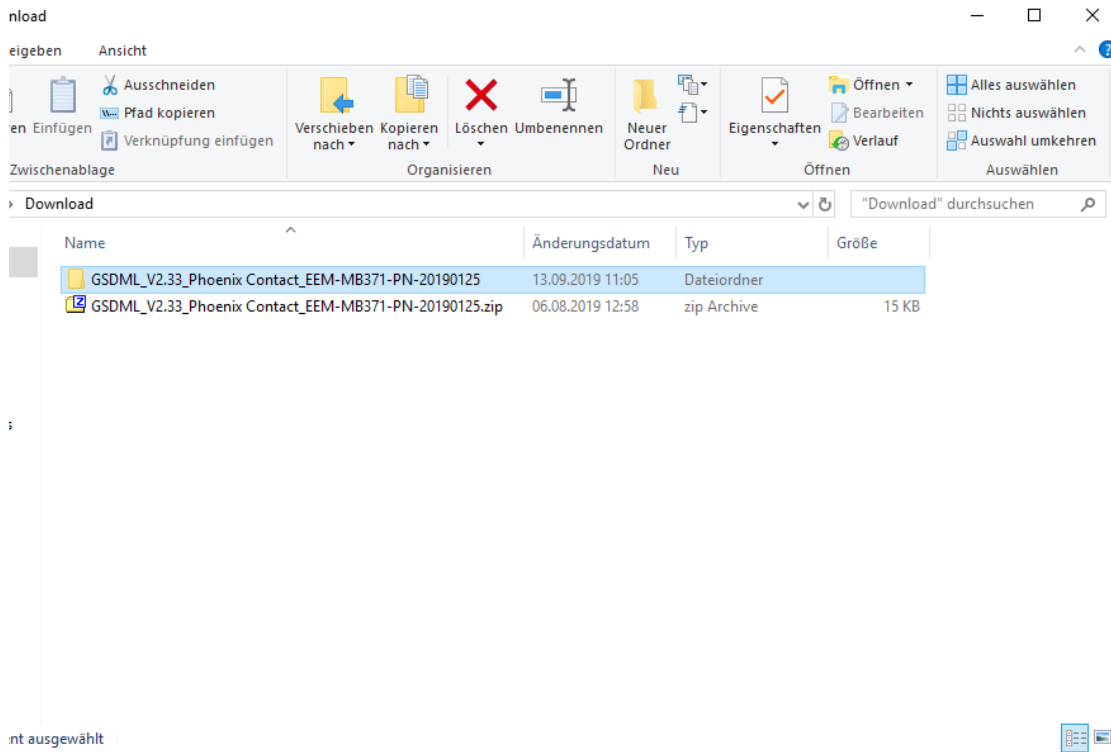 nload
eigeben Ansicht
Ausschneiden
Pfad kopieren
Verknüpfung einfügen
en Einfügen
Verschieben nach
Kopieren nach
Löschen Umbenennen
Neuer Ordner
Eigenschaften
Öffnen
Bearbeiten
Verlauf
Alles auswählen
Nichts auswählen
Auswahl umkehren
Zwischenablage Organisieren Neu Öffnen Auswählen
Download "Download" durchsuchen
Name Änderungsdatum Typ Größe
GSDML_V2.33_Phoenix Contact_EEM-MB371-PN-20190125 13.09.2019 11:05 Dateiordner
GSDML_V2.33_Phoenix Contact_EEM-MB371-PN-20190125.zip 06.08.2019 12:58 zip Archive 15 KB
s
nt ausgewählt